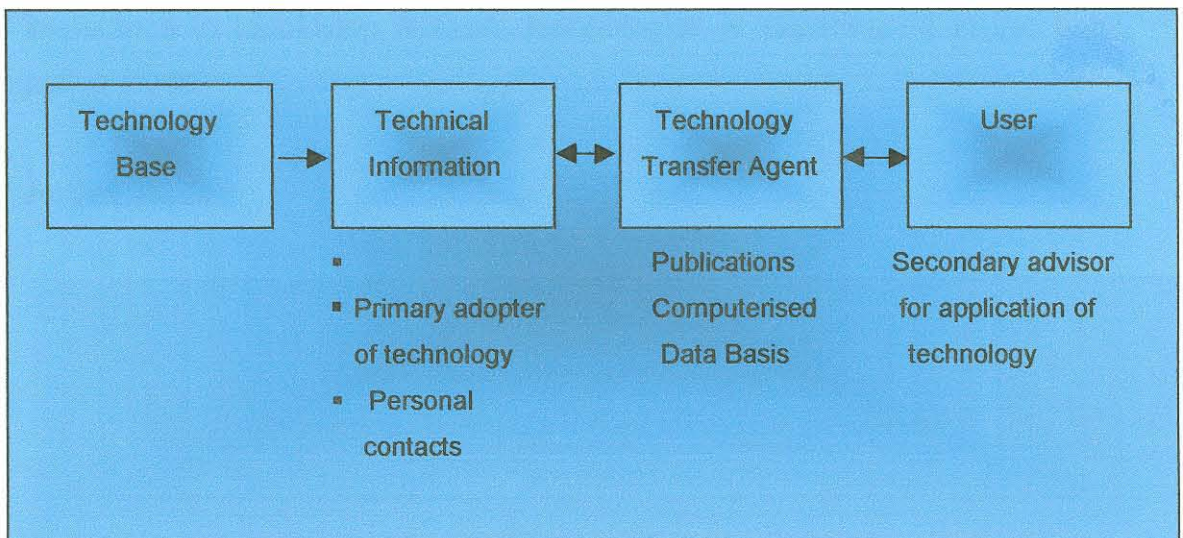 Technology
Base
Technical
Information
Technology
Transfer Agent
User
▪
▪ Primary adopter
of technology
▪ Personal
contacts
Publications
Computerised
Data Basis
Secondary advisor
for application of
technology